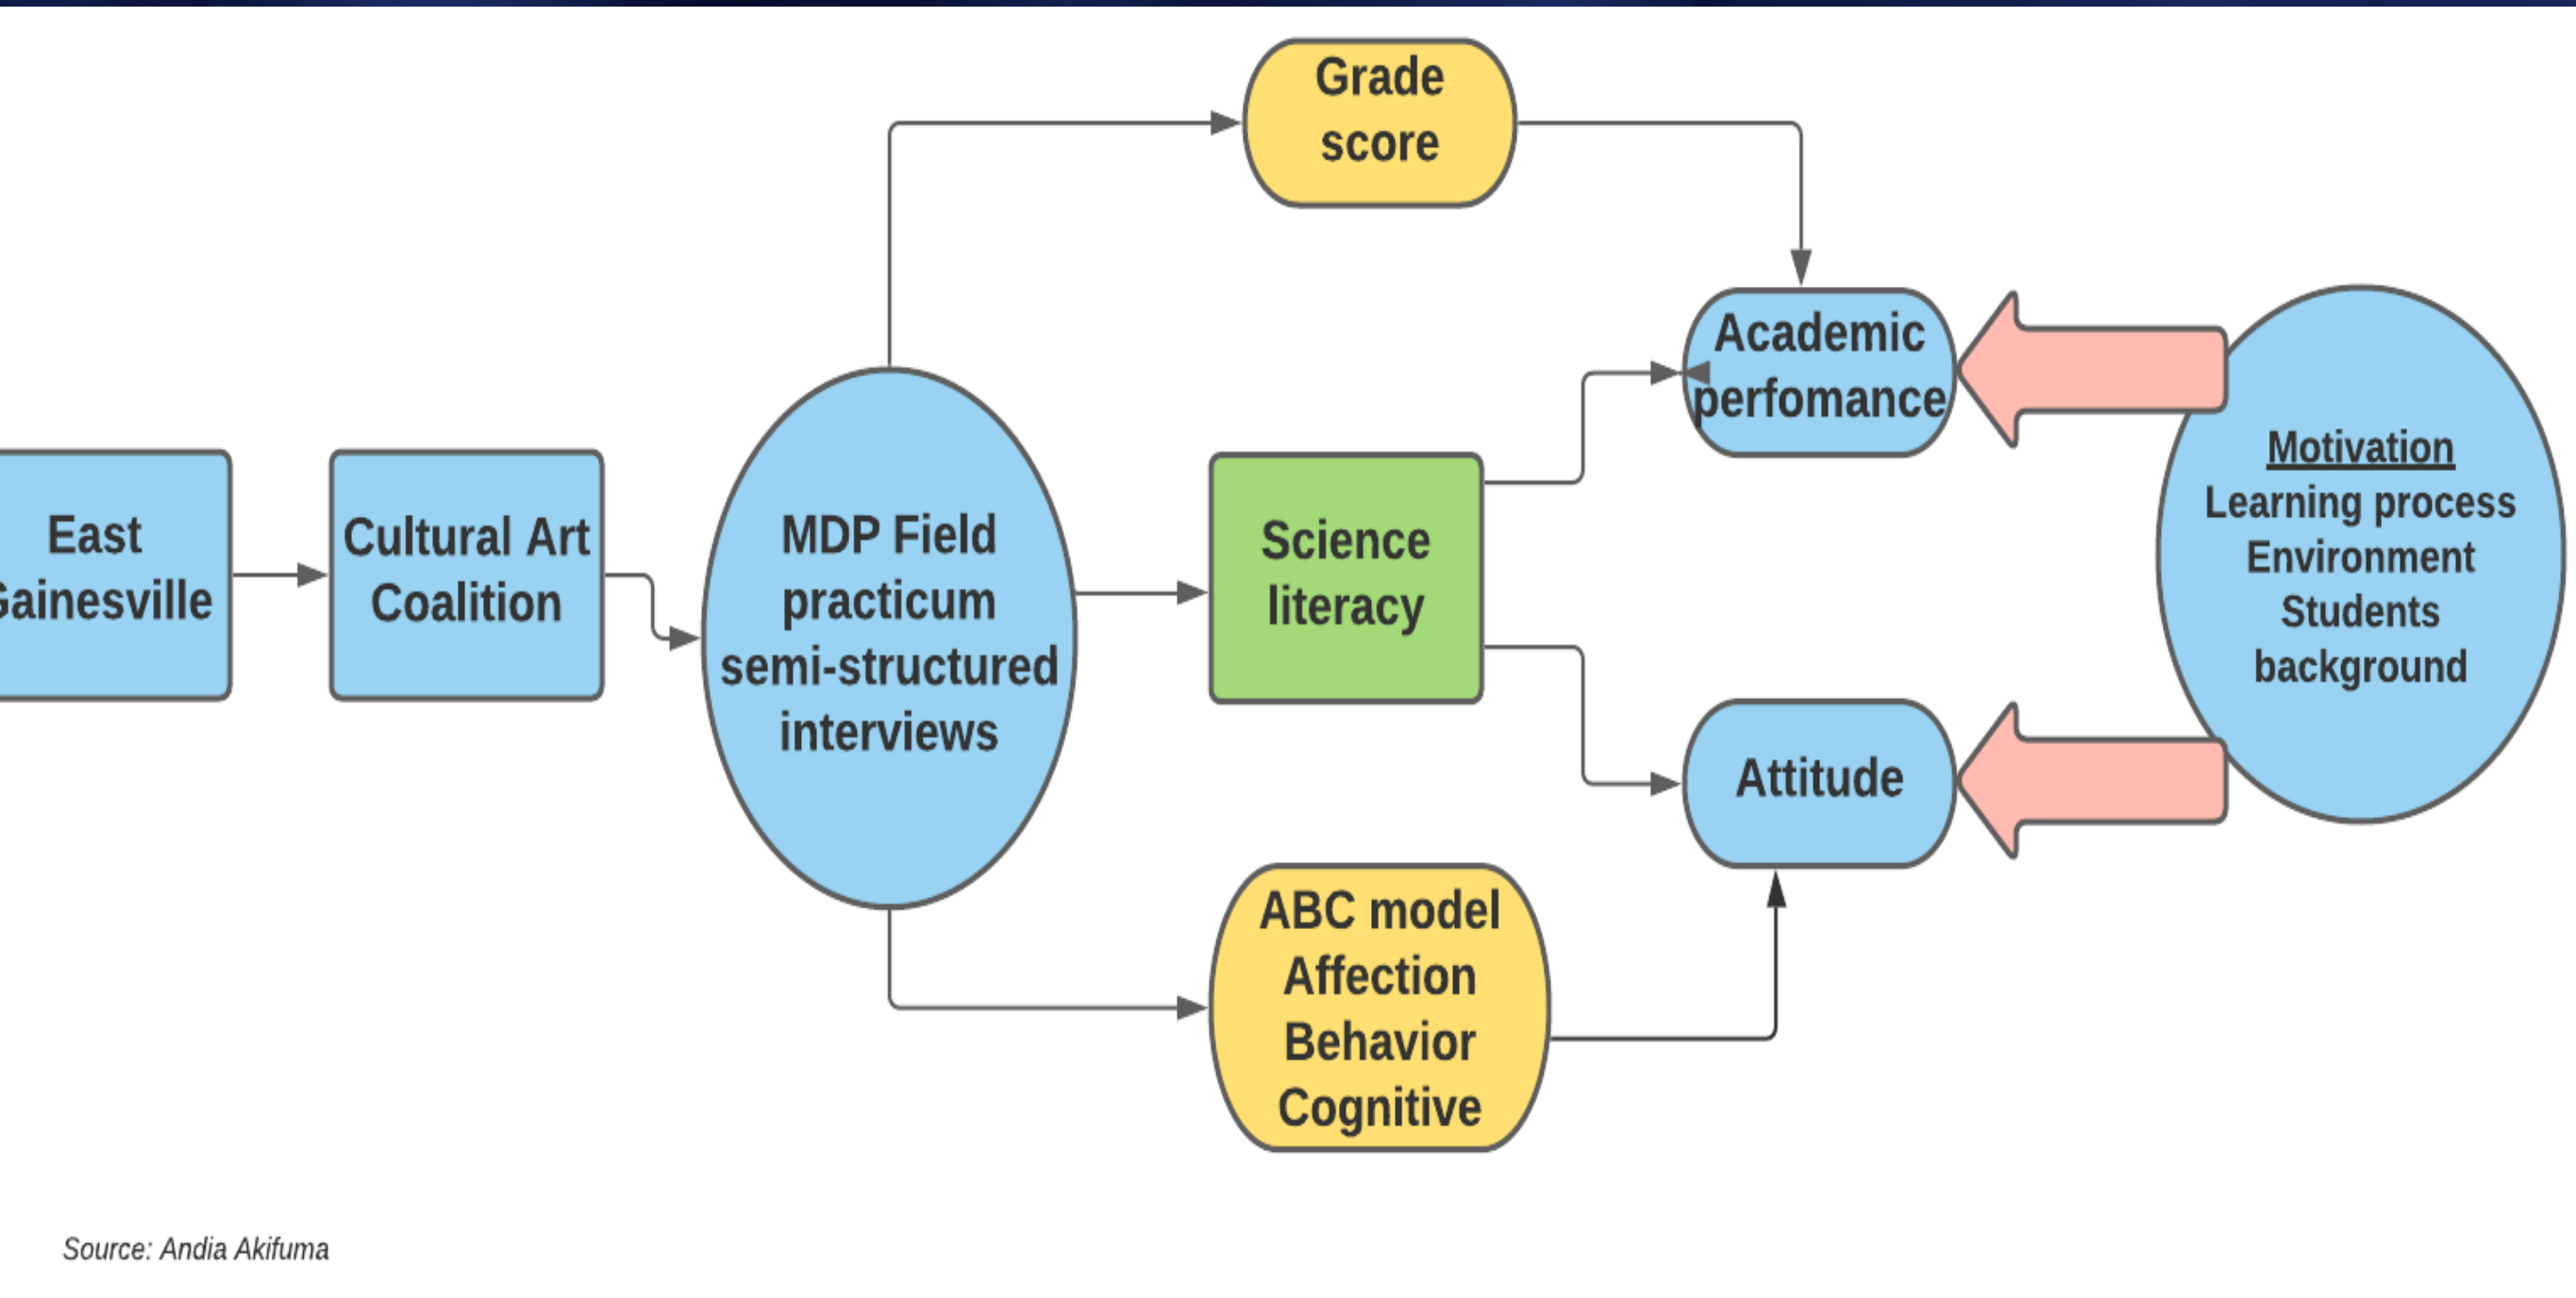 Grade
score
Academic
perfomance
Motivation
Learning process
Environment
Students
background
East
Gainesville
Cultural Art
Coalition
MDP Field
practicum
semi-structured
interviews
Science
literacy
Attitude
ABC model
Affection
Behavior
Cognitive
Source: Andia Akifuma